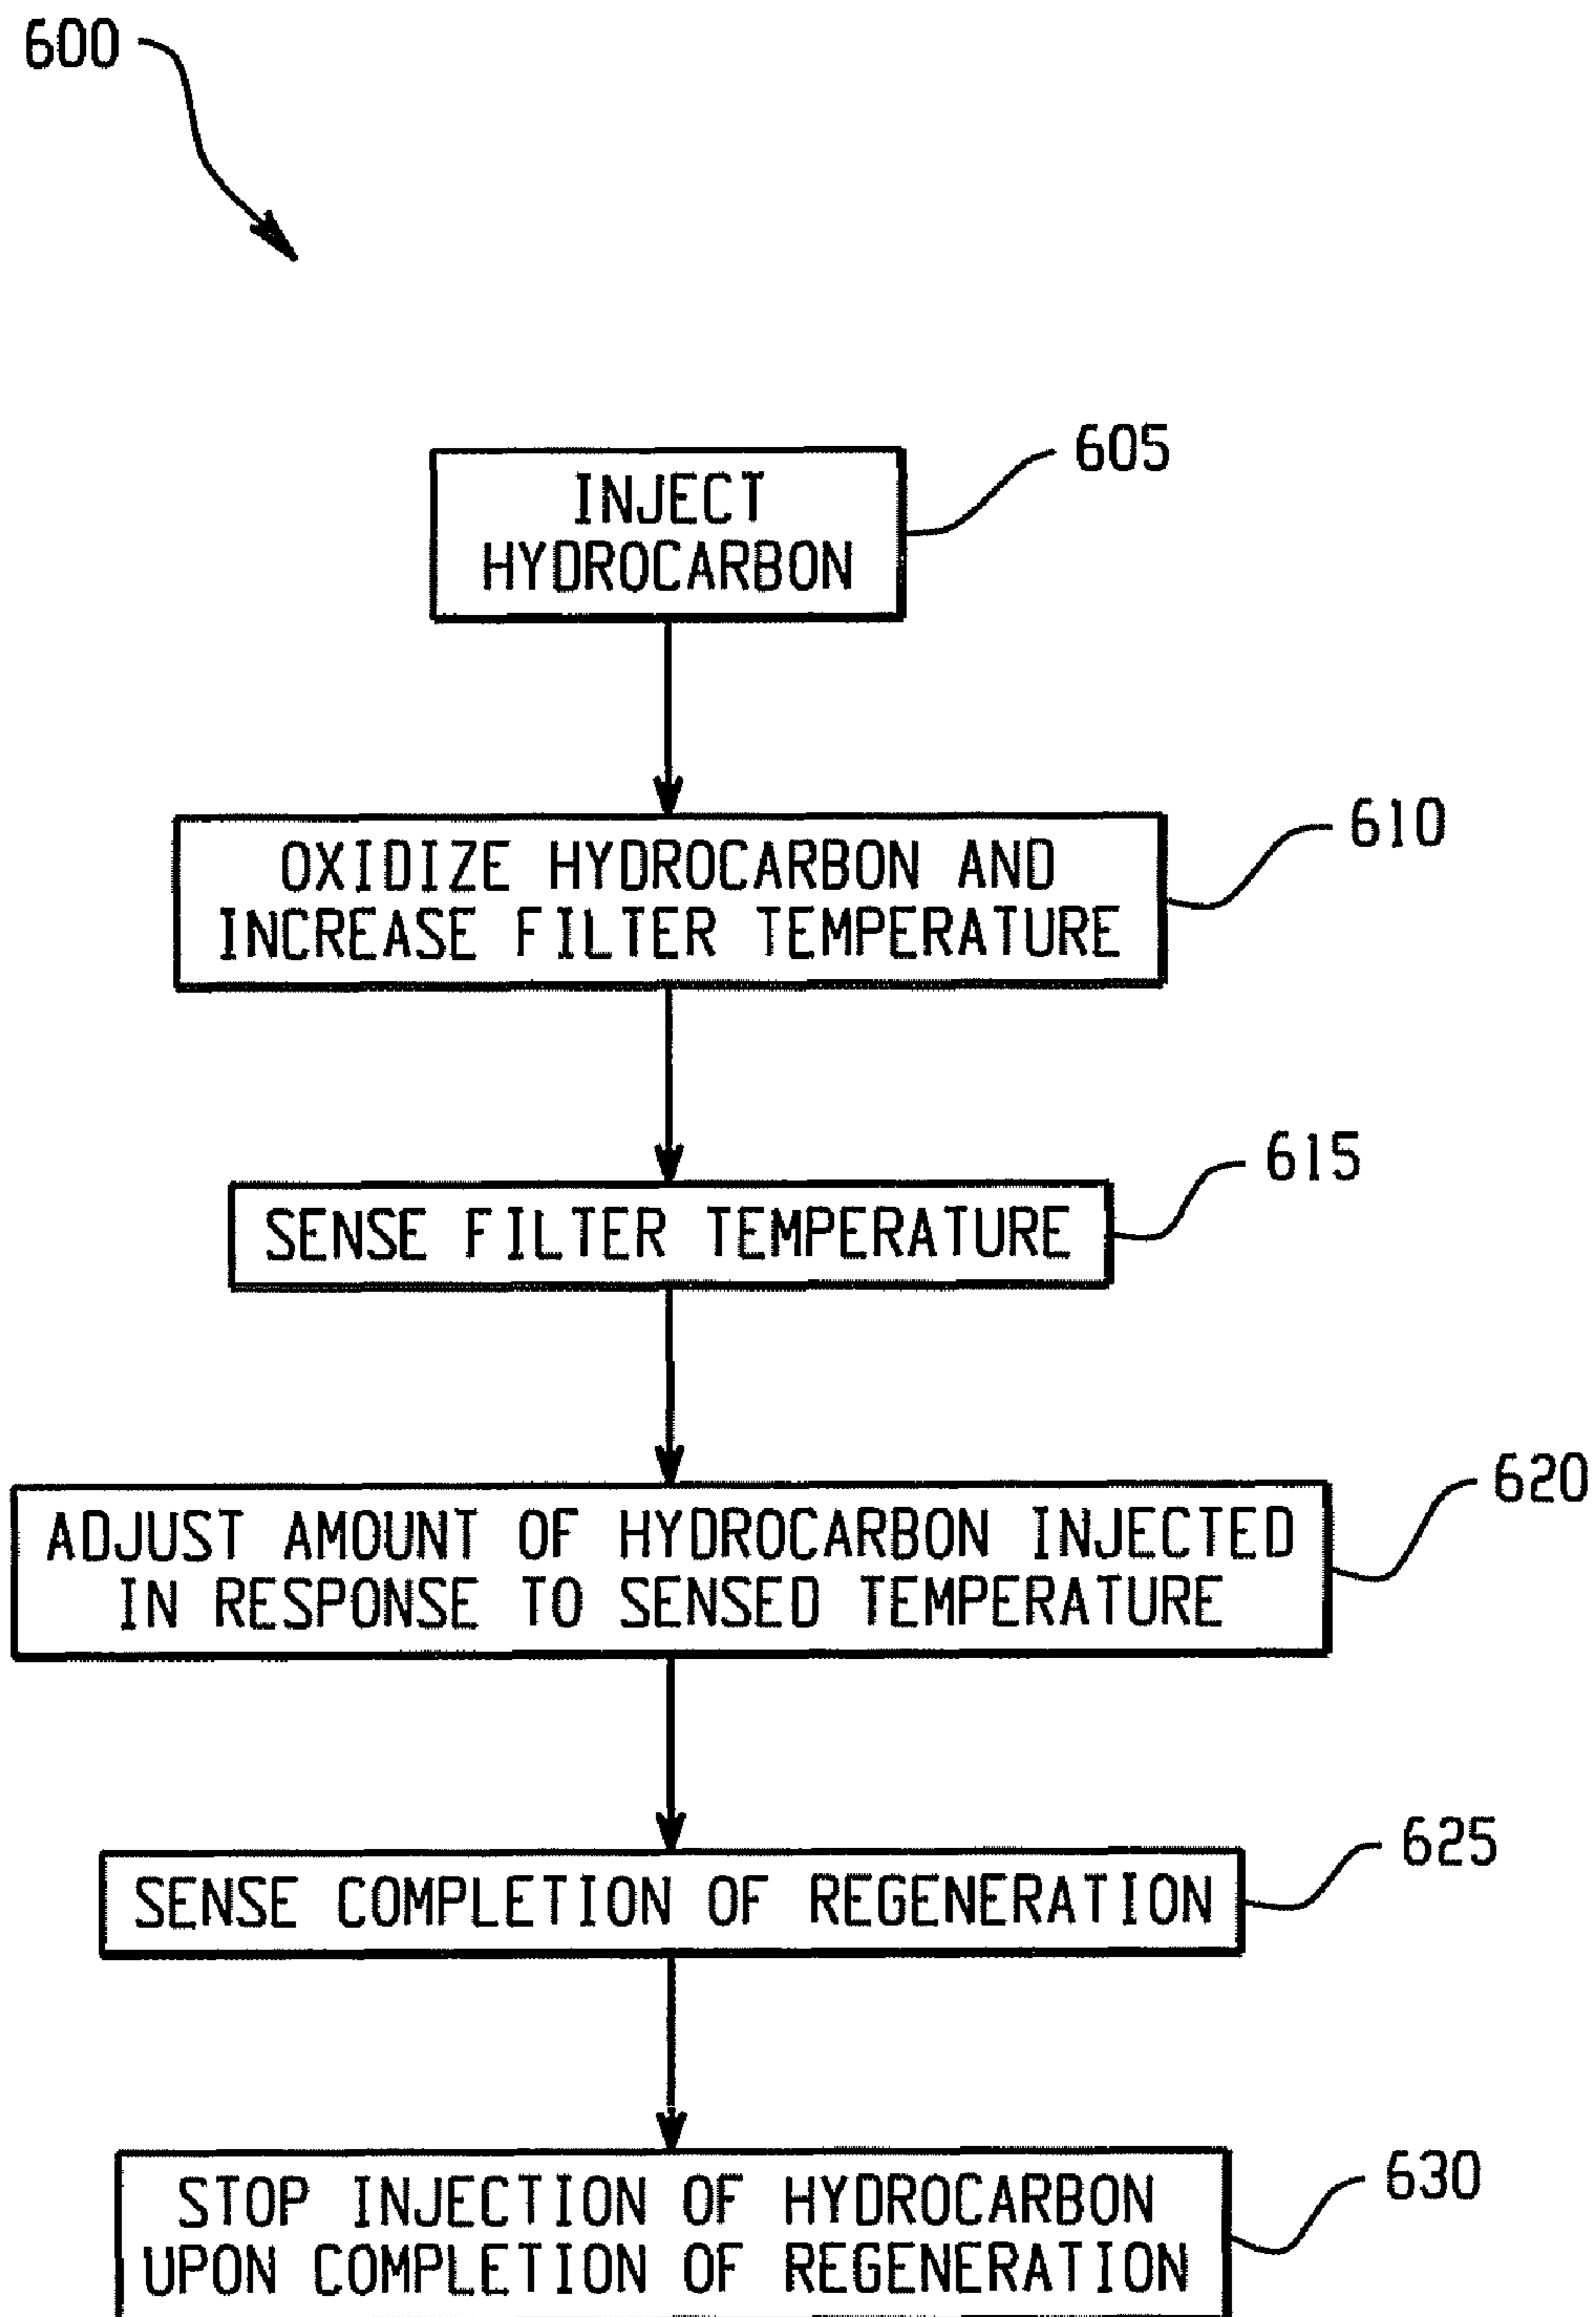 600
INJECT
HYDROCARBON
605
OXIDIZE HYDROCARBON AND
INCREASE FILTER TEMPERATURE
610
SENSE FILTER TEMPERATURE
615
ADJUST AMOUNT OF HYDROCARBON INJECTED
IN RESPONSE TO SENSED TEMPERATURE
620
SENSE COMPLETION OF REGENERATION
625
STOP INJECTION OF HYDROCARBON
UPON COMPLETION OF REGENERATION
630